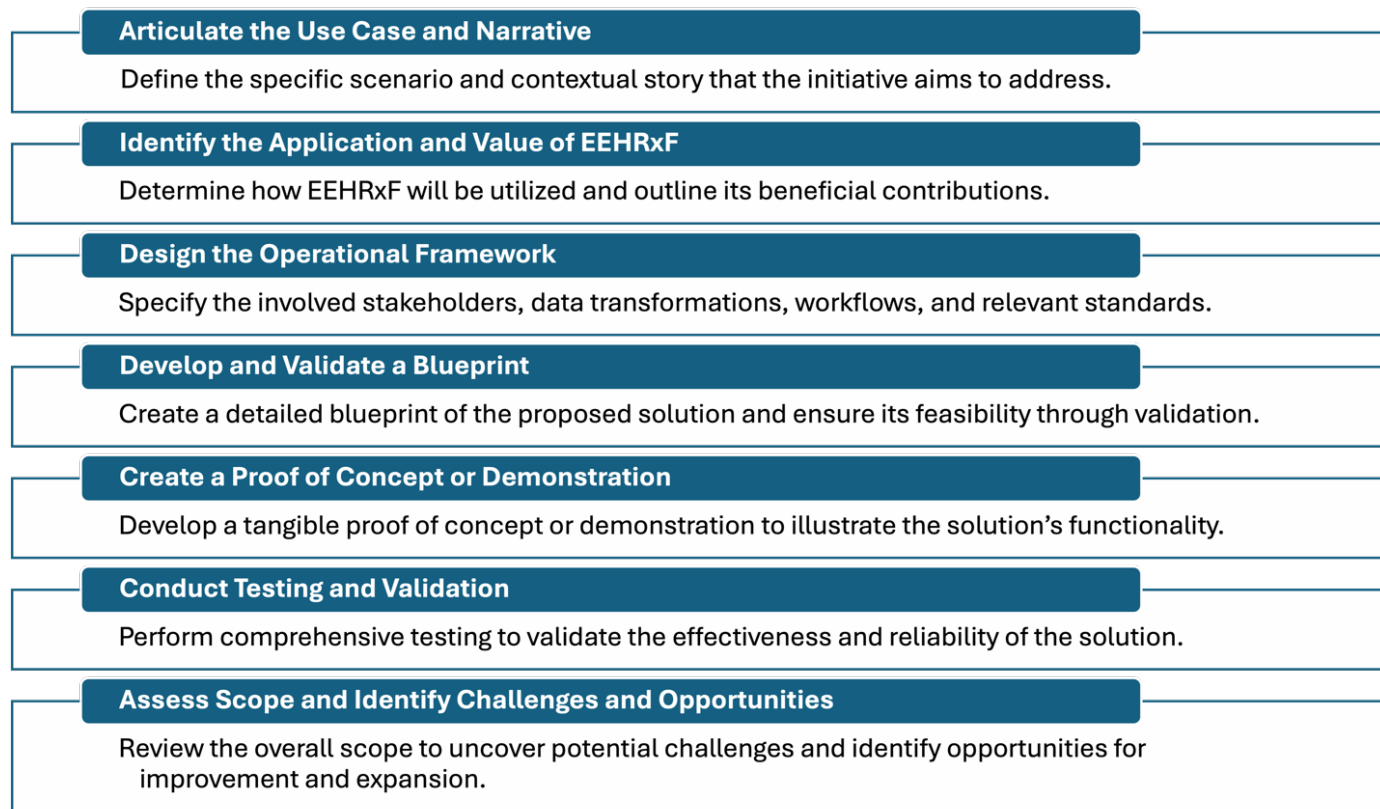 Articulate the Use Case and Narrative
Define the specific scenario and contextual story that the initiative aims to address.
Identify the Application and Value of EEHRxF
Determine how EEHRxF will be utilized and outline its beneficial contributions.
Design the Operational Framework
Specify the involved stakeholders, data transformations, workflows, and relevant standards.
Develop and Validate a Blueprint
Create a detailed blueprint of the proposed solution and ensure its feasibility through validation.
Create a Proof of Concept or Demonstration
Develop a tangible proof of concept or demonstration to illustrate the solution’s functionality.
Conduct Testing and Validation
Perform comprehensive testing to validate the effectiveness and reliability of the solution.
Assess Scope and Identify Challenges and Opportunities
Review the overall scope to uncover potential challenges and identify opportunities for
improvement and expansion.